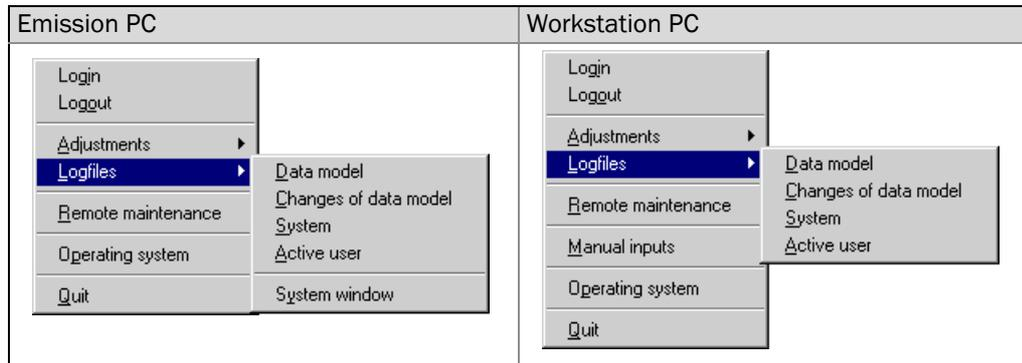 Emission PC
Workstation PC
Login
Logout
Adjustments
Logfiles
Remote maintenance
Operating system
Quit
Data model
Changes of data model
System
Active user
System window
Login
Logout
Adjustments
Logfiles
Remote maintenance
Manual inputs
Operating system
Quit
Data model
Changes of data model
System
Active user